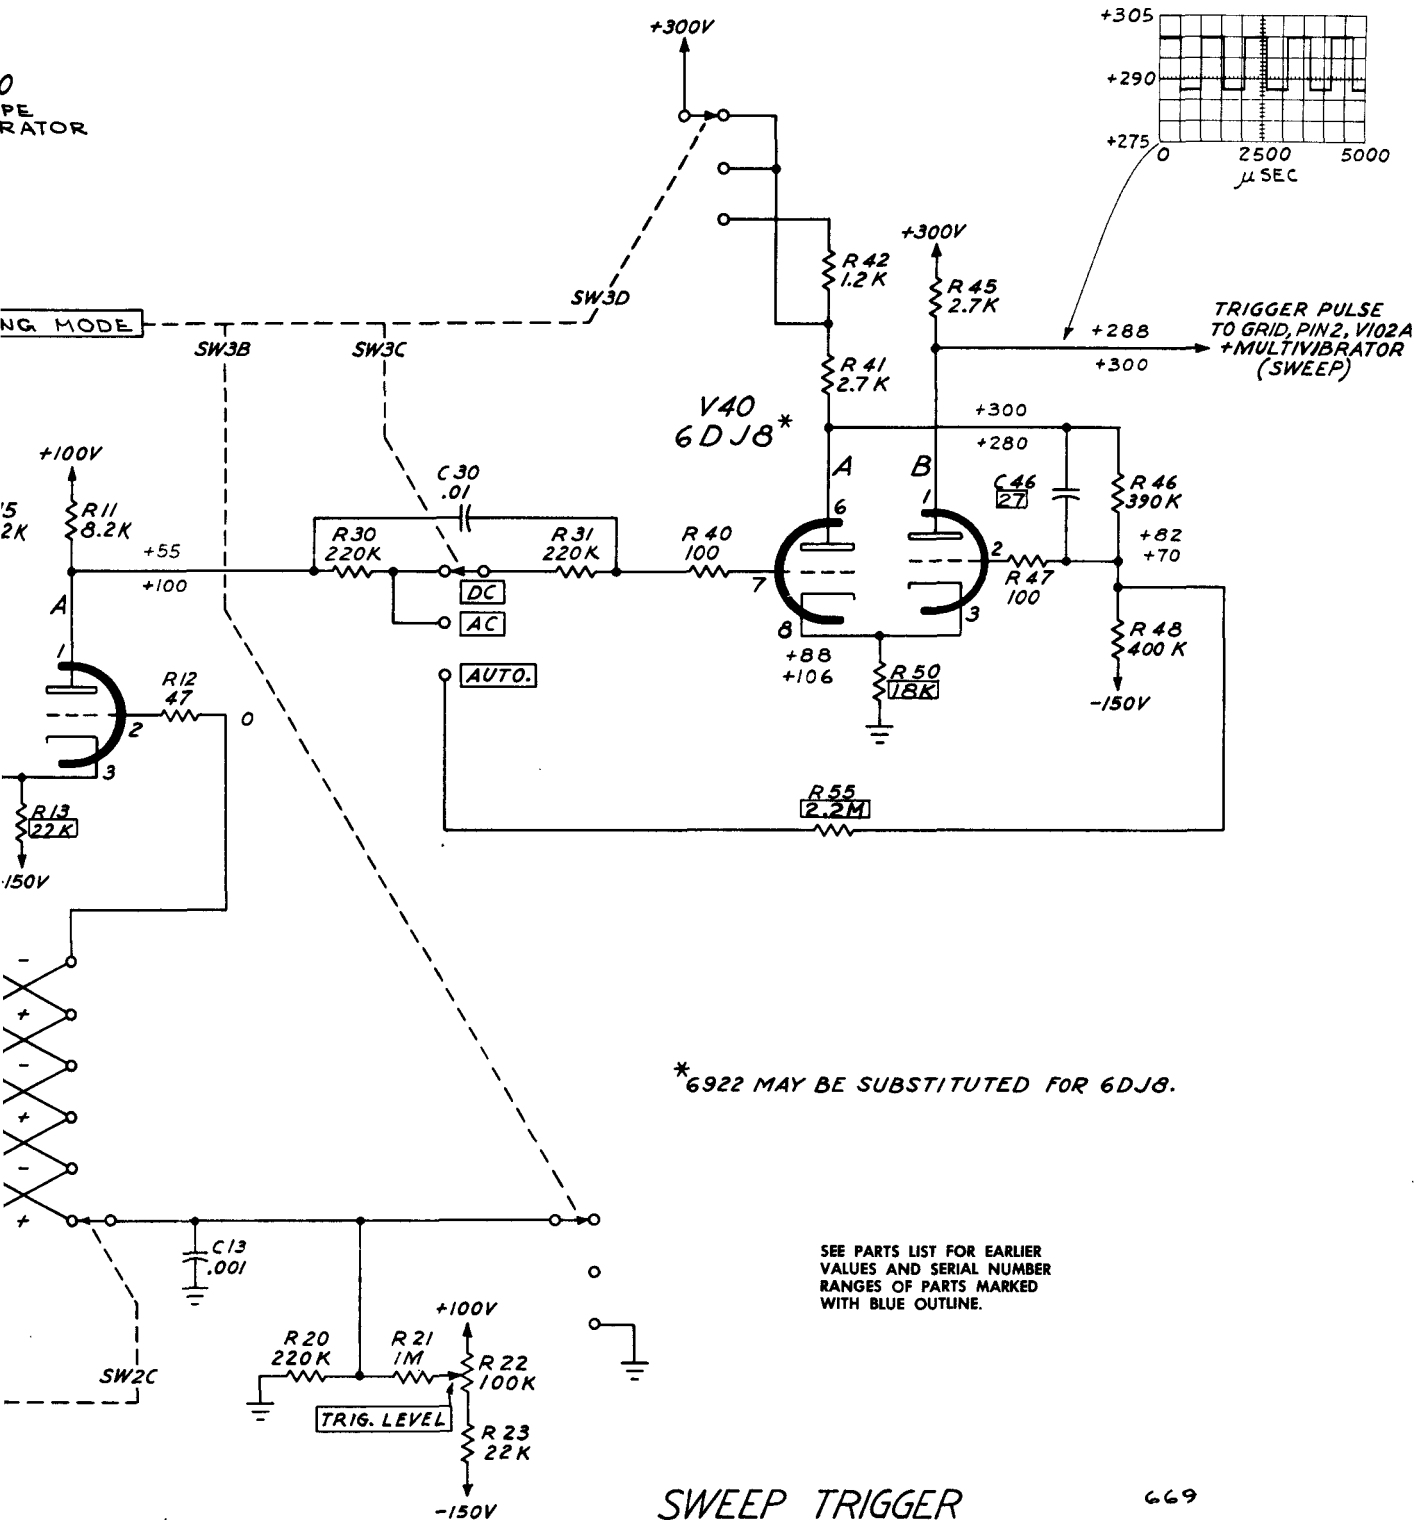 +300V
+305
+290
+275
0 2500 5000
µSEC
0
PE
RATOR
SW3D
R42
1.2K
+300V
R45
2.7K
NG MODE
SW3B
SW3C
+288
+300
TRIGGER PULSE
TO GRID, PIN2, V102A
+MULTIVIBRATOR
(SWEEP)
R41
2.7K
V40
6DJ8*
+300
+280
+100V
15
2K
R11
8.2K
C30
.01
A
B
6
1
C46
27
R46
390K
+82
+70
+55
+100
R30
220K
R31
220K
R40
100
DC
AC
AUTO.
7
2
R47
100
8
3
+88
+106
R50
18K
R48
400K
-150V
A
1
R12
47
0
2
3
R13
22K
-150V
R55
2.2M
-
+
-
+
-
+
*6922 MAY BE SUBSTITUTED FOR 6DJ8.
C13
.001
SW2C
R20
220K
R21
1M
+100V
R22
100K
TRIG. LEVEL
R23
22K
-150V
SEE PARTS LIST FOR EARLIER
VALUES AND SERIAL NUMBER
RANGES OF PARTS MARKED
WITH BLUE OUTLINE.
SWEEP TRIGGER
669